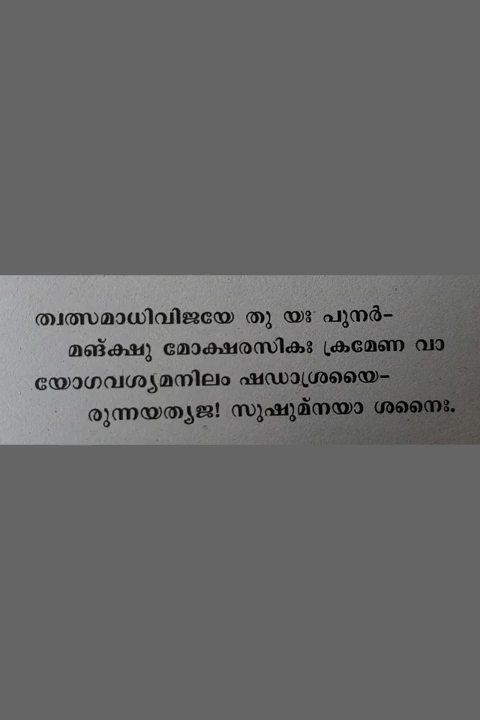 ത്വത്സമാധിവിജയേ തു യഃ പുനർ–
മങ്ക്ഷു മോക്ഷരസികഃ ക്രമേണ വാ
യോഗവശ്യമനിലം ഷഡാശ്രയൈ–
രുന്നയത്യജ! സുഷുമ്നയാ ശനൈഃ.